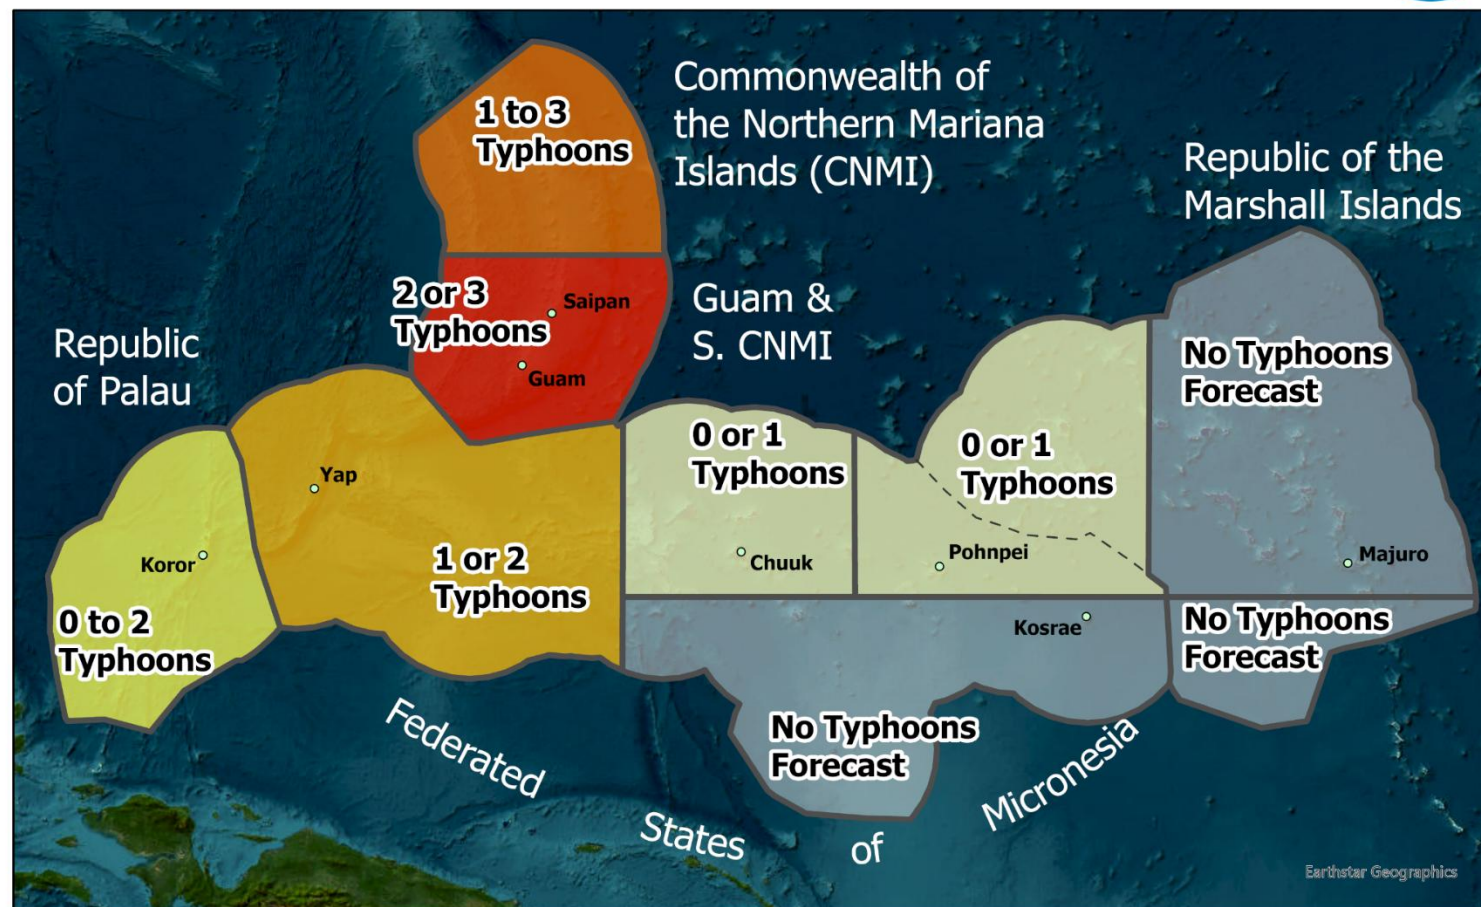 Commonwealth of
the Northern Mariana
Islands (CNMI)
1 to 3
Typhoons
Republic of the
Marshall Islands
2 or 3
Typhoons
Saipan
Guam
Guam &
S. CNMI
Republic
of Palau
No Typhoons
Forecast
0 or 1
Typhoons
0 or 1
Typhoons
Yap
Koror
1 or 2
Typhoons
Chuuk
Pohnpei
Majuro
0 to 2
Typhoons
Kosrae
No Typhoons
Forecast
No Typhoons
Forecast
Federated
States
of
Micronesia
Earthstar Geographics